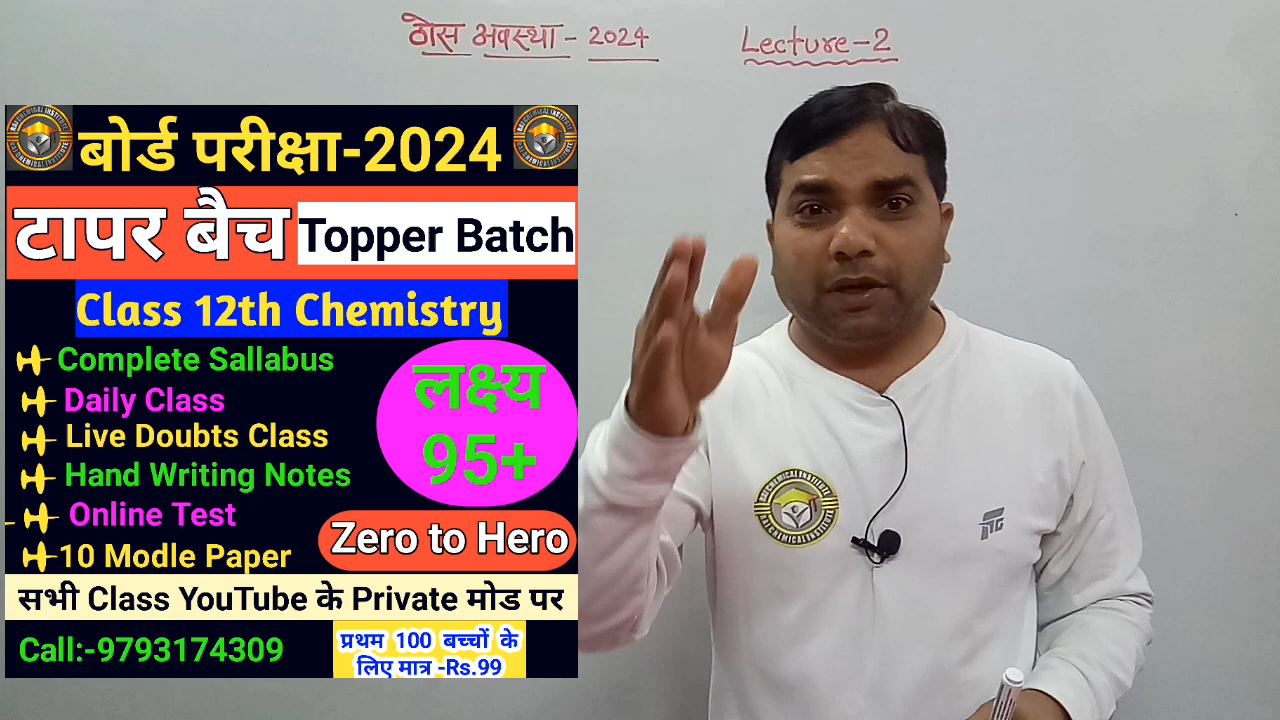 ठोस अवस्था - 2024 Lecture-2
बोर्ड परीक्षा-2024
टापर बैच Topper Batch
Class 12th Chemistry
Complete Sallabus
Daily Class
Live Doubts Class
Hand Writing Notes
Online Test
10 Modle Paper
लक्ष्य
95+
Zero to Hero
सभी Class YouTube के Private मोड पर
Call:-9793174309
प्रथम 100 बच्चों के
लिए मात्र -Rs.99